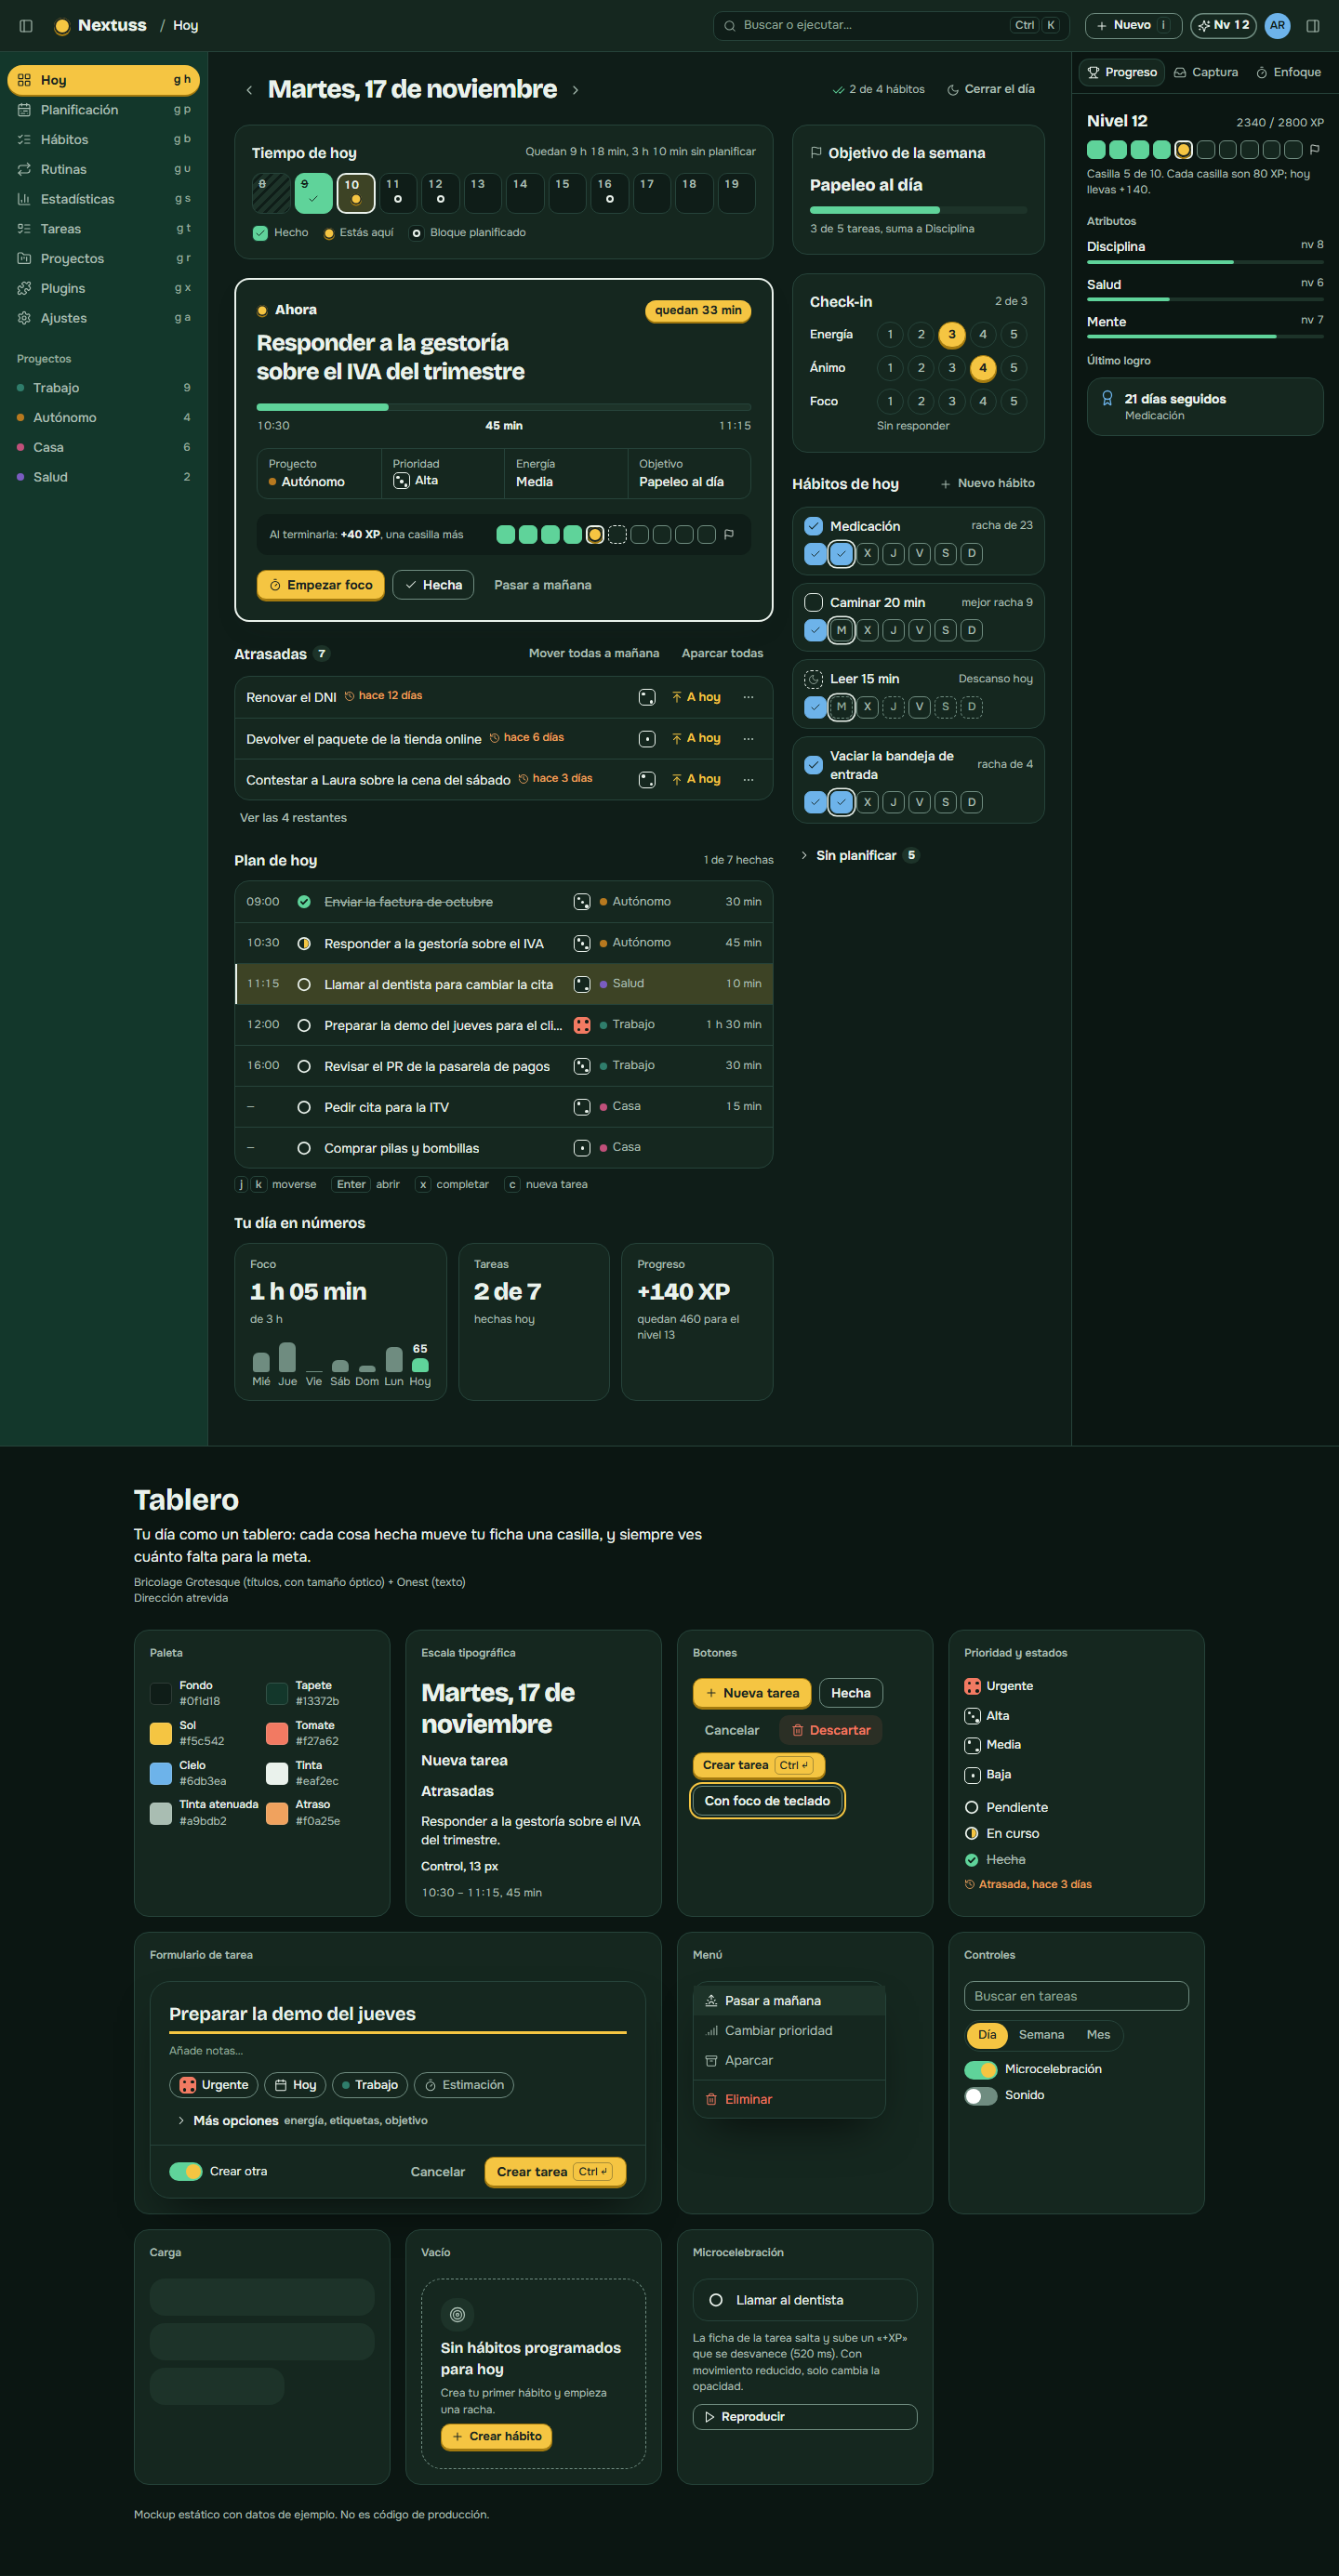 Nextuss / Hoy
Buscar o ejecutar... Ctrl K
Nuevo i
Nv 12
AR
Hoy g h
Planificación g p
Hábitos g b
Rutinas g u
Estadísticas g s
Tareas g t
Proyectos g r
Plugins g x
Ajustes g a
Proyectos
Trabajo 9
Autónomo 4
Casa 6
Salud 2
Martes, 17 de noviembre
2 de 4 hábitos
Cerrar el día
Tiempo de hoy
Quedan 9 h 18 min, 3 h 10 min sin planificar
8 9 10 11 12 13 14 15 16 17 18 19
Hecho Estás aquí Bloque planificado
Ahora
quedan 33 min
Responder a la gestoría
sobre el IVA del trimestre
10:30 45 min 11:15
Proyecto Prioridad Energía Objetivo
Autónomo Alta Media Papeleo al día
Al terminarla: +40 XP, una casilla más
Empezar foco Hecha Pasar a mañana
Atrasadas 7
Mover todas a mañana Aparcar todas
Renovar el DNI hace 12 días A hoy ...
Devolver el paquete de la tienda online hace 6 días A hoy ...
Contestar a Laura sobre la cena del sábado hace 3 días A hoy ...
Ver las 4 restantes
Plan de hoy 1 de 7 hechas
09:00 Enviar la factura de octubre Autónomo 30 min
10:30 Responder a la gestoría sobre el IVA Autónomo 45 min
11:15 Llamar al dentista para cambiar la cita Salud 10 min
12:00 Preparar la demo del jueves para el cli... Trabajo 1 h 30 min
16:00 Revisar el PR de la pasarela de pagos Trabajo 30 min
– Pedir cita para la ITV Casa 15 min
– Comprar pilas y bombillas Casa
j k moverse Enter abrir x completar c nueva tarea
Tu día en números
Foco
1 h 05 min
de 3 h
65
Mié Jue Vie Sáb Dom Lun Hoy
Tareas
2 de 7
hechas hoy
Progreso
+140 XP
quedan 460 para el
nivel 13
Objetivo de la semana
Papeleo al día
3 de 5 tareas, suma a Disciplina
Check-in 2 de 3
Energía 1 2 3 4 5
Ánimo 1 2 3 4 5
Foco 1 2 3 4 5
Sin responder
Hábitos de hoy
Nuevo hábito
Medicación racha de 23
X J V S D
Caminar 20 min mejor racha 9
M X J V S D
Leer 15 min Descanso hoy
M X J V S D
Vaciar la bandeja de
entrada racha de 4
X J V S D
Sin planificar 5
Progreso Captura Enfoque
Nivel 12 2340 / 2800 XP
Casilla 5 de 10. Cada casilla son 80 XP; hoy
llevas +140.
Atributos
Disciplina nv 8
Salud nv 6
Mente nv 7
Último logro
21 días seguidos
Medicación
Tablero
Tu día como un tablero: cada cosa hecha mueve tu ficha una casilla, y siempre ves
cuánto falta para la meta.
Bricolage Grotesque (títulos, con tamaño óptico) + Onest (texto)
Dirección atrevida
Paleta
Fondo
#0f1d18
Tapete
#13372b
Sol
#f5c542
Tomate
#f27a62
Cielo
#6db3ea
Tinta
#eaf2ec
Tinta atenuada
#a9bdb2
Atraso
#f0a25e
Escala tipográfica
Martes, 17 de
noviembre
Nueva tarea
Atrasadas
Responder a la gestoría sobre el IVA
del trimestre.
Control, 13 px
10:30 – 11:15, 45 min
Botones
Nueva tarea Hecha
Cancelar Descartar
Crear tarea Ctrl ↵
Con foco de teclado
Prioridad y estados
Urgente
Alta
Media
Baja
Pendiente
En curso
Hecha
Atrasada, hace 3 días
Formulario de tarea
Preparar la demo del jueves
Añade notas...
Urgente Hoy Trabajo Estimación
Más opciones energía, etiquetas, objetivo
Crear otra Cancelar Crear tarea Ctrl ↵
Menú
Pasar a mañana
Cambiar prioridad
Aparcar
Eliminar
Controles
Buscar en tareas
Día Semana Mes
Microcelebración
Sonido
Carga
Vacío
Sin hábitos programados
para hoy
Crea tu primer hábito y empieza
una racha.
Crear hábito
Microcelebración
Llamar al dentista
La ficha de la tarea salta y sube un «+XP»
que se desvanece (520 ms). Con
movimiento reducido, solo cambia la
opacidad.
Reproducir
Mockup estático con datos de ejemplo. No es código de producción.